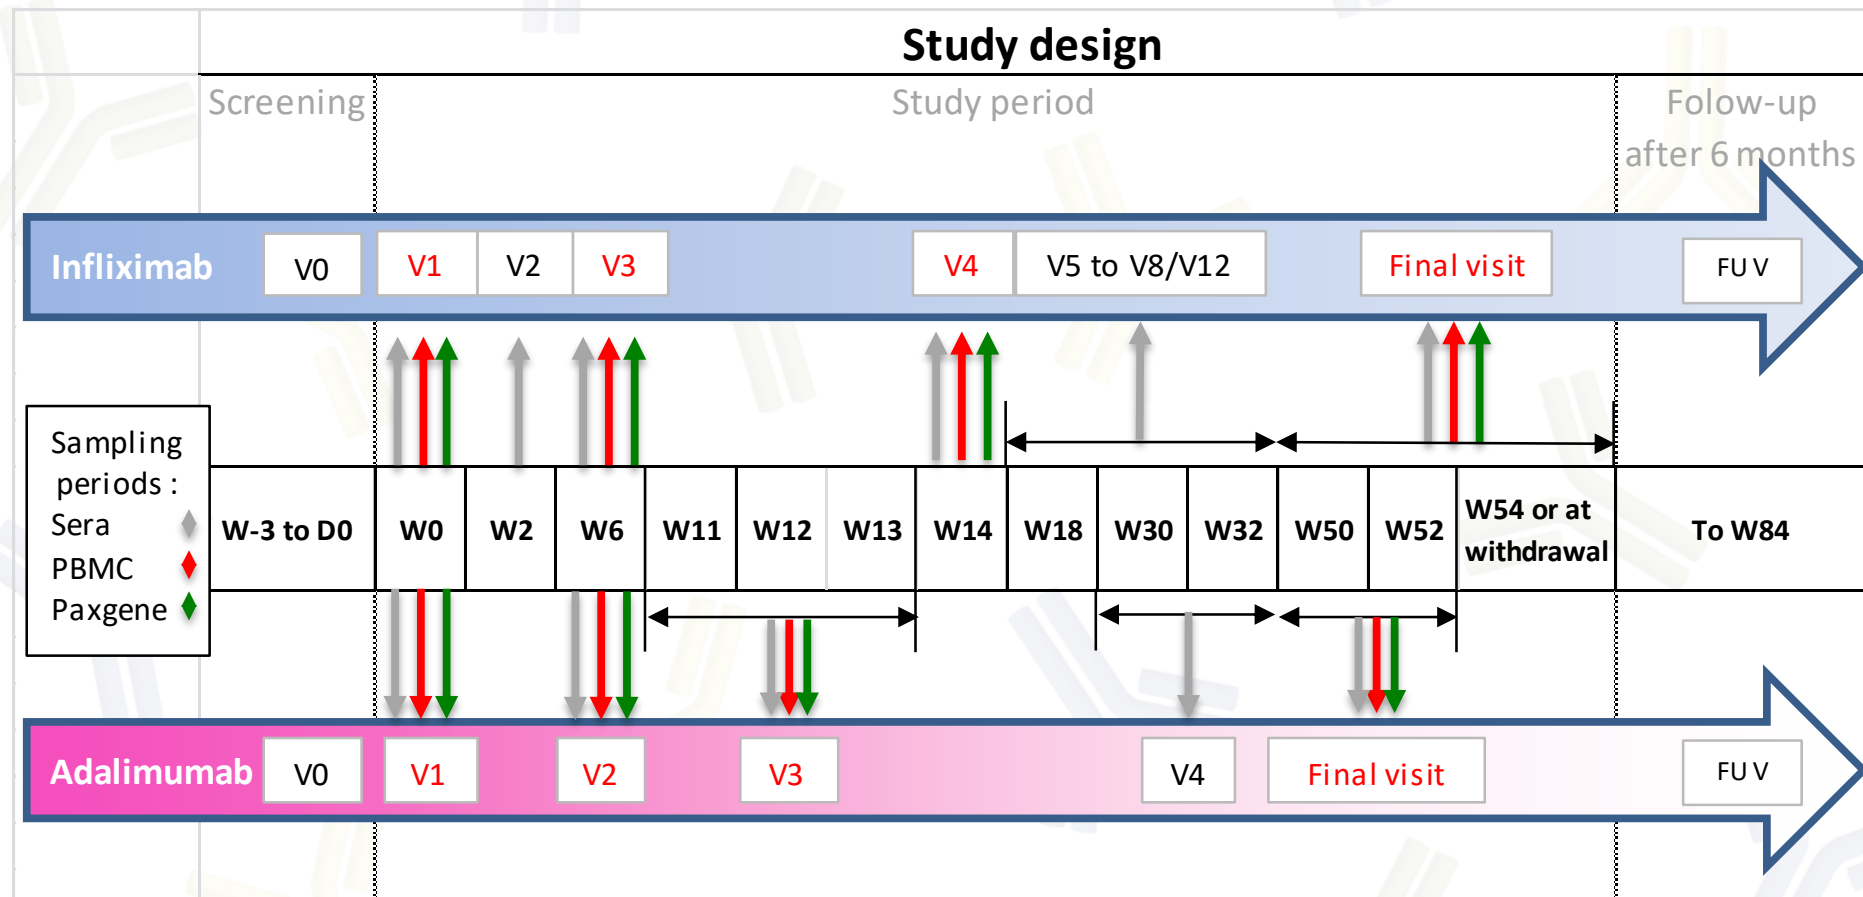 Study design
Screening
Study period
Folow-up
after 6 months
Infliximab
V0
V1
V2
V3
V4
V5 to V8/V12
Final visit
FU V
Sampling
periods :
Sera
PBMC
Paxgene
W-3 to D0
W0
W2
W6
W11
W12
W13
W14
W18
W30
W32
W50
W52
W54 or at
withdrawal
To W84
Adalimumab
V0
V1
V2
V3
V4
Final visit
FU V